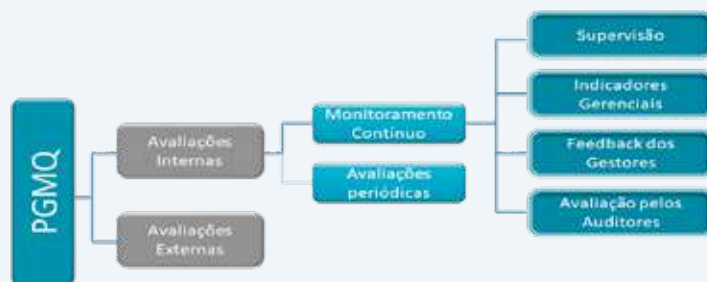 PGMQ
Avaliações
Internas
Avaliações
Externas
Monitoramento
Contínuo
Avaliações
periódicas
Supervisão
Indicadores
Gerenciais
Feedback dos
Gestores
Avaliação pelos
Auditores